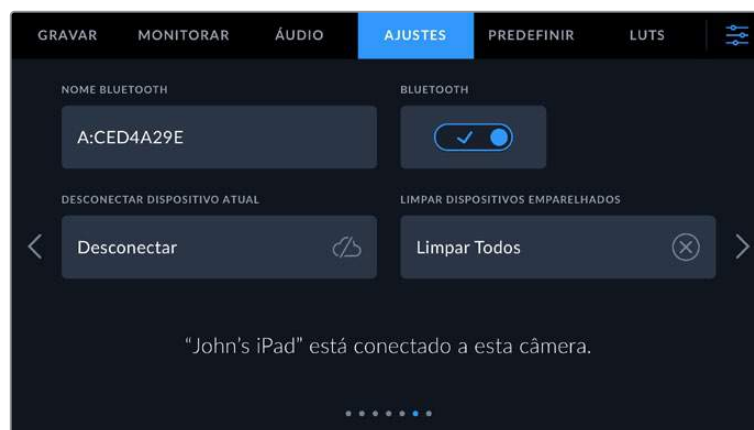 GRAVAR MONITORAR ÁUDIO AJUSTES PREDEFINIR LUTS
NOME BLUETOOTH BLUETOOTH
A:CED4A29E
DESCONECTAR DISPOSITIVO ATUAL LIMPAR DISPOSITIVOS EMPARELHADOS
Desconectar Limpar Todos
“John’s iPad” está conectado a esta câmera.